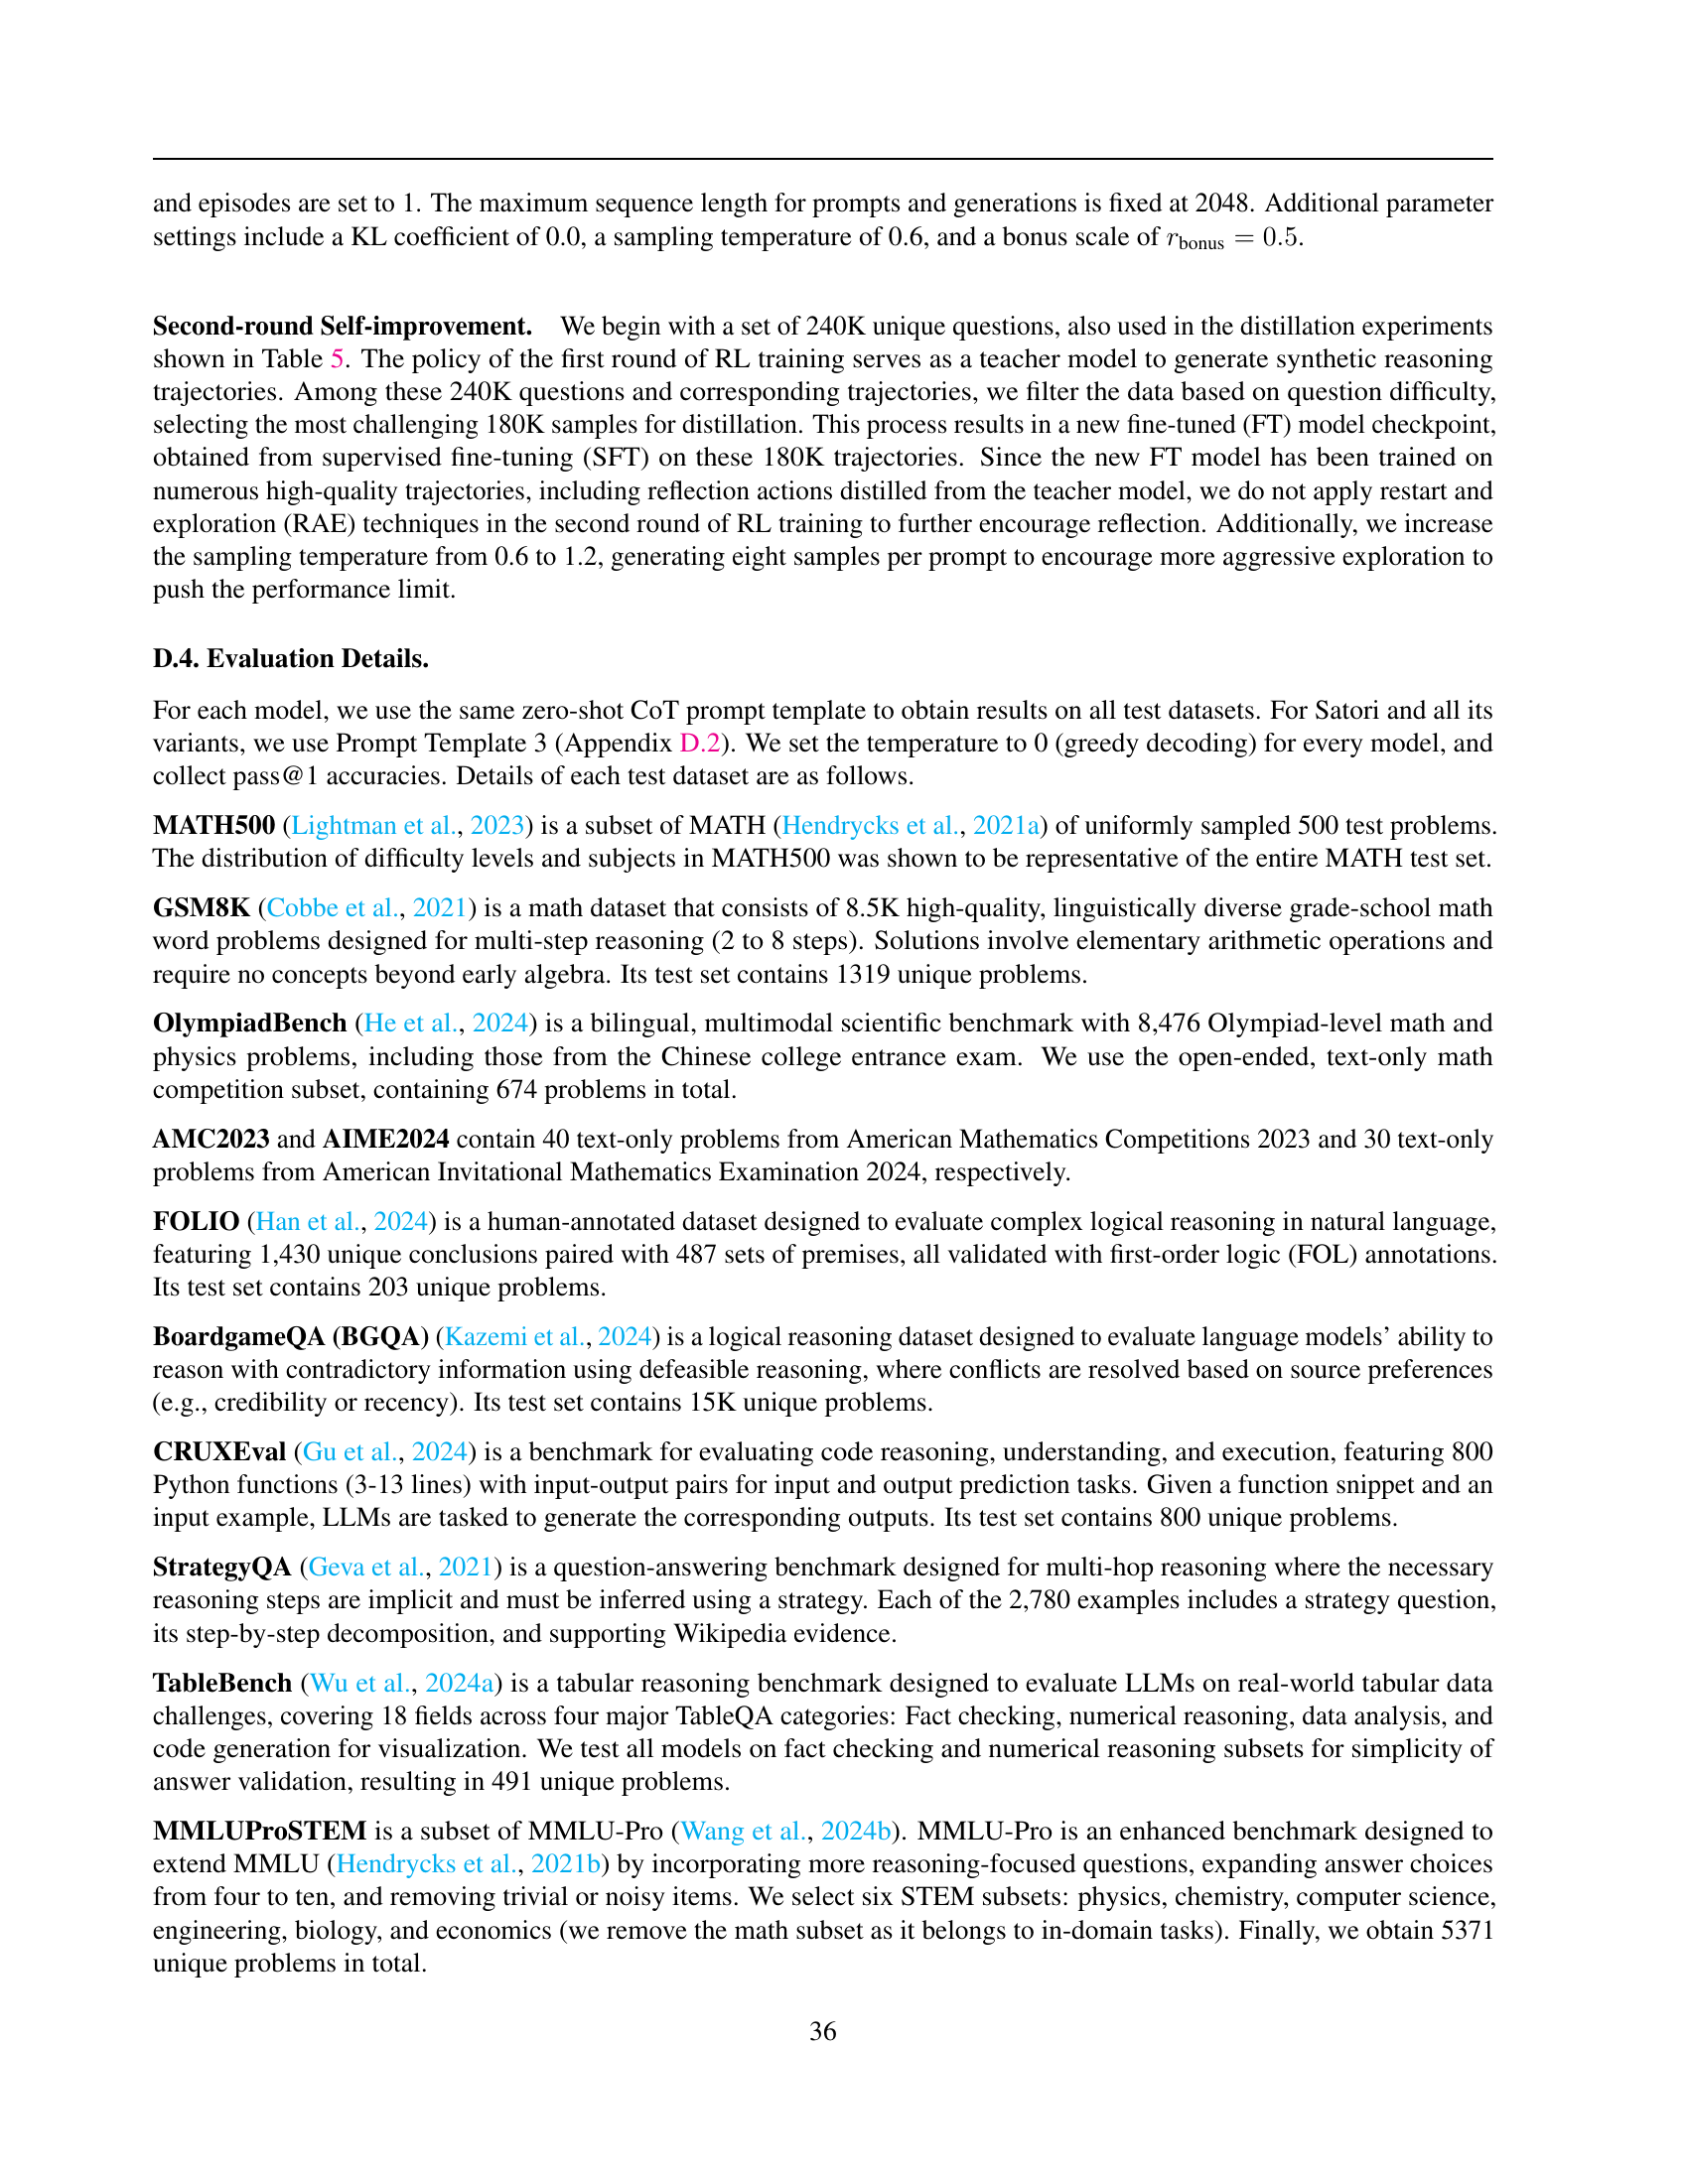 and episodes are set to 1. The maximum sequence length for prompts and generations is fixed at 2048. Additional parameter
settings include a KL coefficient of 0.0, a sampling temperature of 0.6, and a bonus scale of r_bonus = 0.5.
Second-round Self-improvement. We begin with a set of 240K unique questions, also used in the distillation experiments
shown in Table 5. The policy of the first round of RL training serves as a teacher model to generate synthetic reasoning
trajectories. Among these 240K questions and corresponding trajectories, we filter the data based on question difficulty,
selecting the most challenging 180K samples for distillation. This process results in a new fine-tuned (FT) model checkpoint,
obtained from supervised fine-tuning (SFT) on these 180K trajectories. Since the new FT model has been trained on
numerous high-quality trajectories, including reflection actions distilled from the teacher model, we do not apply restart and
exploration (RAE) techniques in the second round of RL training to further encourage reflection. Additionally, we increase
the sampling temperature from 0.6 to 1.2, generating eight samples per prompt to encourage more aggressive exploration to
push the performance limit.
D.4. Evaluation Details.
For each model, we use the same zero-shot CoT prompt template to obtain results on all test datasets. For Satori and all its
variants, we use Prompt Template 3 (Appendix D.2). We set the temperature to 0 (greedy decoding) for every model, and
collect pass@1 accuracies. Details of each test dataset are as follows.
MATH500 (Lightman et al., 2023) is a subset of MATH (Hendrycks et al., 2021a) of uniformly sampled 500 test problems.
The distribution of difficulty levels and subjects in MATH500 was shown to be representative of the entire MATH test set.
GSM8K (Cobbe et al., 2021) is a math dataset that consists of 8.5K high-quality, linguistically diverse grade-school math
word problems designed for multi-step reasoning (2 to 8 steps). Solutions involve elementary arithmetic operations and
require no concepts beyond early algebra. Its test set contains 1319 unique problems.
OlympiadBench (He et al., 2024) is a bilingual, multimodal scientific benchmark with 8,476 Olympiad-level math and
physics problems, including those from the Chinese college entrance exam. We use the open-ended, text-only math
competition subset, containing 674 problems in total.
AMC2023 and AIME2024 contain 40 text-only problems from American Mathematics Competitions 2023 and 30 text-only
problems from American Invitational Mathematics Examination 2024, respectively.
FOLIO (Han et al., 2024) is a human-annotated dataset designed to evaluate complex logical reasoning in natural language,
featuring 1,430 unique conclusions paired with 487 sets of premises, all validated with first-order logic (FOL) annotations.
Its test set contains 203 unique problems.
BoardgameQA (BGQA) (Kazemi et al., 2024) is a logical reasoning dataset designed to evaluate language models' ability to
reason with contradictory information using defeasible reasoning, where conflicts are resolved based on source preferences
(e.g., credibility or recency). Its test set contains 15K unique problems.
CRUXEval (Gu et al., 2024) is a benchmark for evaluating code reasoning, understanding, and execution, featuring 800
Python functions (3-13 lines) with input-output pairs for input and output prediction tasks. Given a function snippet and an
input example, LLMs are tasked to generate the corresponding outputs. Its test set contains 800 unique problems.
StrategyQA (Geva et al., 2021) is a question-answering benchmark designed for multi-hop reasoning where the necessary
reasoning steps are implicit and must be inferred using a strategy. Each of the 2,780 examples includes a strategy question,
its step-by-step decomposition, and supporting Wikipedia evidence.
TableBench (Wu et al., 2024a) is a tabular reasoning benchmark designed to evaluate LLMs on real-world tabular data
challenges, covering 18 fields across four major TableQA categories: Fact checking, numerical reasoning, data analysis, and
code generation for visualization. We test all models on fact checking and numerical reasoning subsets for simplicity of
answer validation, resulting in 491 unique problems.
MMLUProSTEM is a subset of MMLU-Pro (Wang et al., 2024b). MMLU-Pro is an enhanced benchmark designed to
extend MMLU (Hendrycks et al., 2021b) by incorporating more reasoning-focused questions, expanding answer choices
from four to ten, and removing trivial or noisy items. We select six STEM subsets: physics, chemistry, computer science,
engineering, biology, and economics (we remove the math subset as it belongs to in-domain tasks). Finally, we obtain 5371
unique problems in total.
36